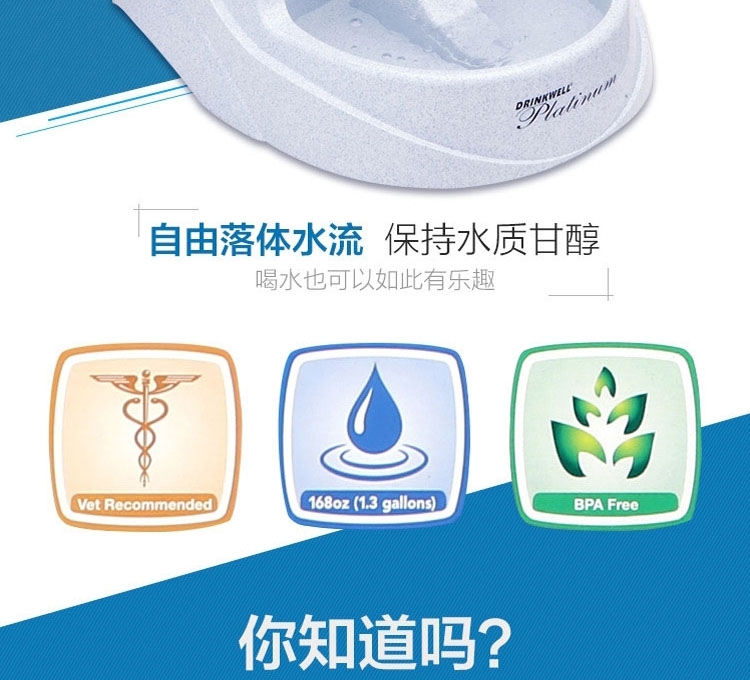 DRINKWELL
Platinum
自由落体水流 保持水质甘醇
喝水也可以如此有乐趣
Vet Recommended
168oz (1.3 gallons)
BPA Free
你知道吗?